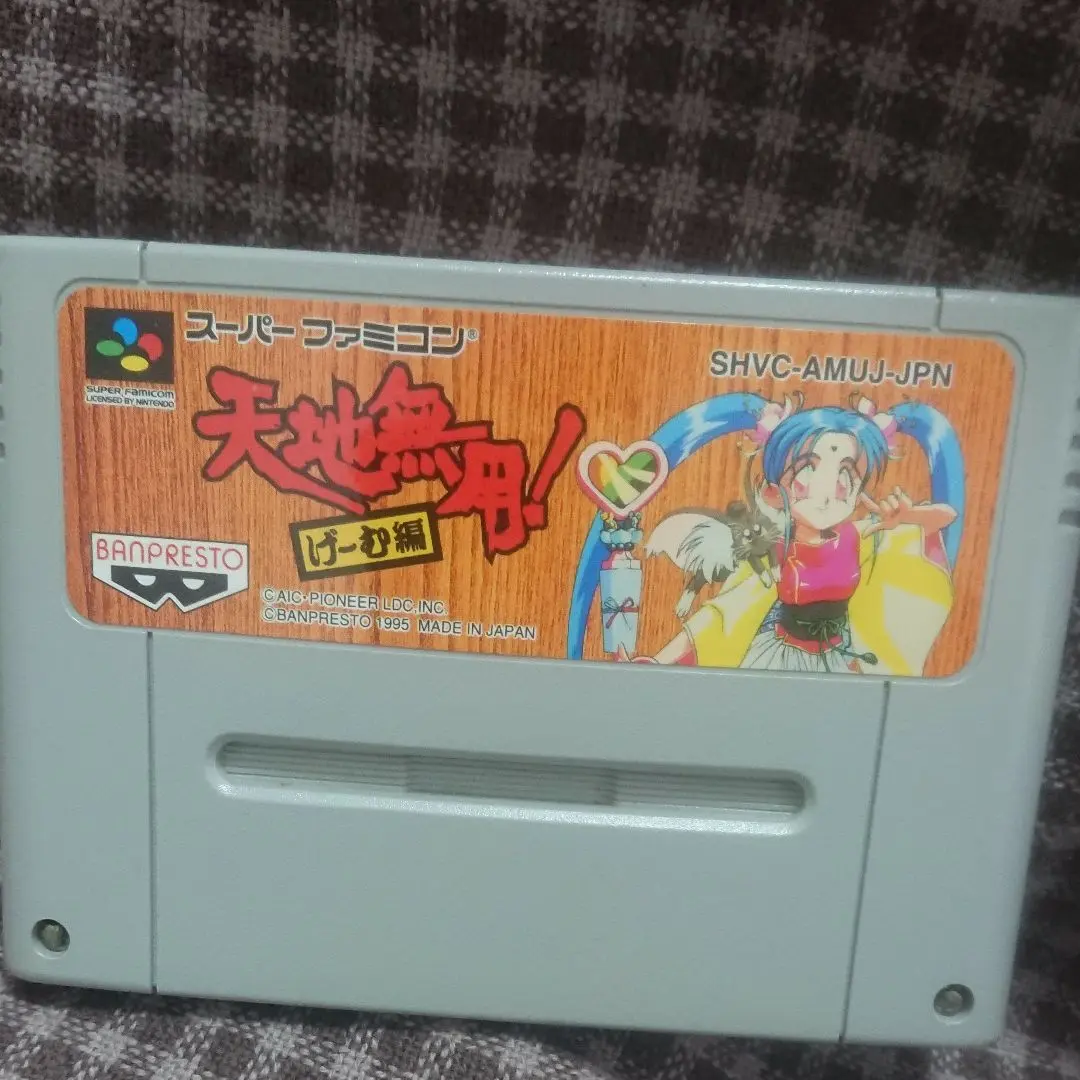 スーパーファミコン®
SHVC-AMUJ-JPN
SUPER FAMICOM
LICENSED BY NINTENDO
天地無用!
げーむ編
BANPRESTO
©AIC・PIONEER LDC,INC.
©BANPRESTO 1995 MADE IN JAPAN